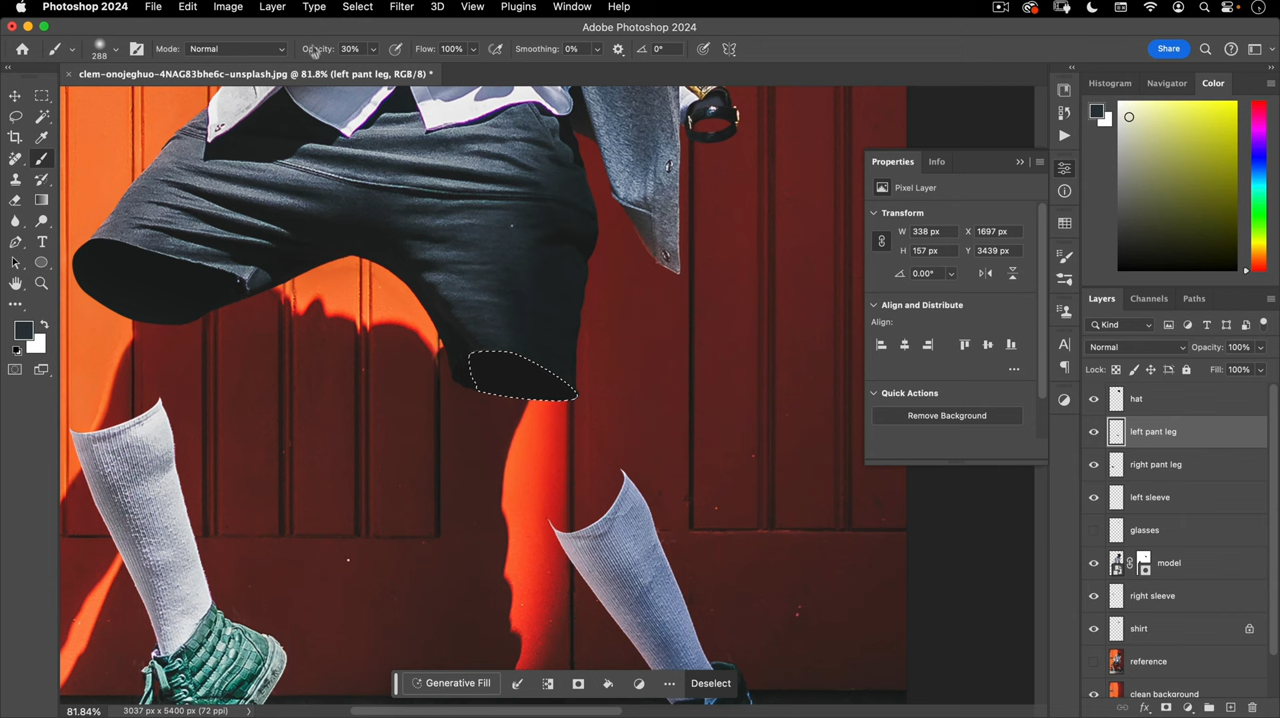 Photoshop 2024 File Edit Image Layer Type Select Filter 3D View Plugins Window Help
Adobe Photoshop 2024
288 Mode: Normal Opacity: 30% Flow: 100% Smoothing: 0% 0° Share
× clem-onojeghuo-4NAG83bhe6c-unsplash.jpg @ 81.8% (left pant leg, RGB/8) *
Histogram Navigator Color
Properties Info
Pixel Layer
Transform
W 338 px X 1697 px
H 157 px Y 3439 px
0.00°
Align and Distribute
Align:
Quick Actions
Remove Background
Layers Channels Paths
Kind
Normal Opacity: 100%
Lock: Fill: 100%
hat
left pant leg
right pant leg
left sleeve
glasses
model
right sleeve
shirt
reference
clean background
fx
Generative Fill Deselect
81.84% 3037 px x 5400 px (72 ppi)